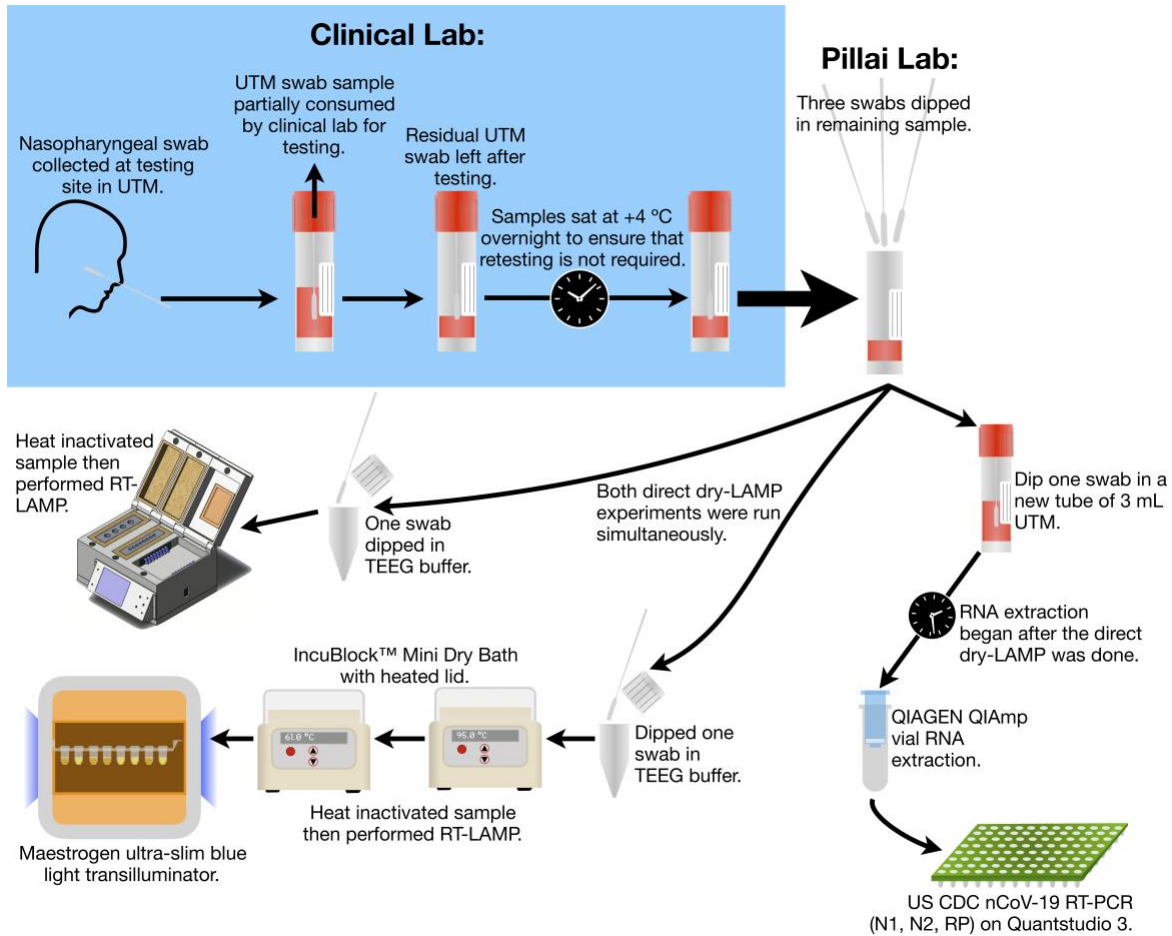 Clinical Lab:
Pillai Lab:
Nasopharyngeal swab
collected at testing
site in UTM.
UTM swab sample
partially consumed
by clinical lab for
testing.
Residual UTM
swab left after
testing.
Samples sat at +4 ºC
overnight to ensure that
retesting is not required.
Three swabs dipped
in remaining sample.
Heat inactivated
sample then
performed RT-
LAMP.
One swab
dipped in
TEEG buffer.
Both direct dry-LAMP
experiments were run
simultaneously.
Dip one swab in a
new tube of 3 mL
UTM.
RNA extraction
began after the direct
dry-LAMP was done.
IncuBlock™ Mini Dry Bath
with heated lid.
61.0 °C
95.0 °C
Dipped one
swab in
TEEG buffer.
Heat inactivated sample
then performed RT-LAMP.
Maestrogen ultra-slim blue
light transilluminator.
QIAGEN QIAmp
vial RNA
extraction.
US CDC nCoV-19 RT-PCR
(N1, N2, RP) on Quantstudio 3.